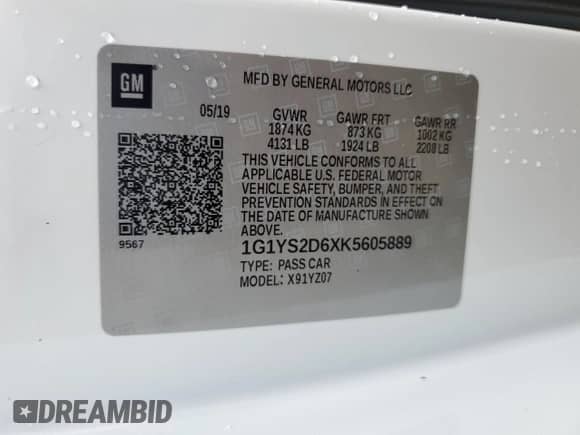 GM
MFD BY GENERAL MOTORS LLC
05/19 GVWR GAWR FRT GAWR RR
1874 KG 873 KG 1002 KG
4131 LB 1924 LB 2208 LB
THIS VEHICLE CONFORMS TO ALL
APPLICABLE U.S. FEDERAL MOTOR
VEHICLE SAFETY, BUMPER, AND THEFT
PREVENTION STANDARDS IN EFFECT ON
THE DATE OF MANUFACTURE SHOWN
ABOVE.
9567
1G1YS2D6XK5605889
TYPE: PASS CAR
MODEL: X91YZ07
DREAMBID